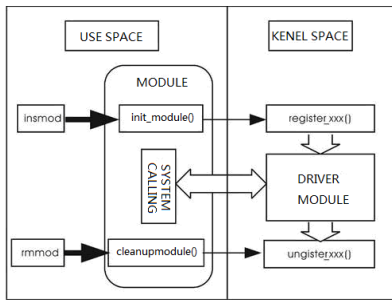 USE SPACE
KENEL SPACE
MODULE
insmod
init_module()
register_xxx()
SYSTEM
CALLING
DRIVER
MODULE
rmmod
cleanupmodule()
ungister_xxx()